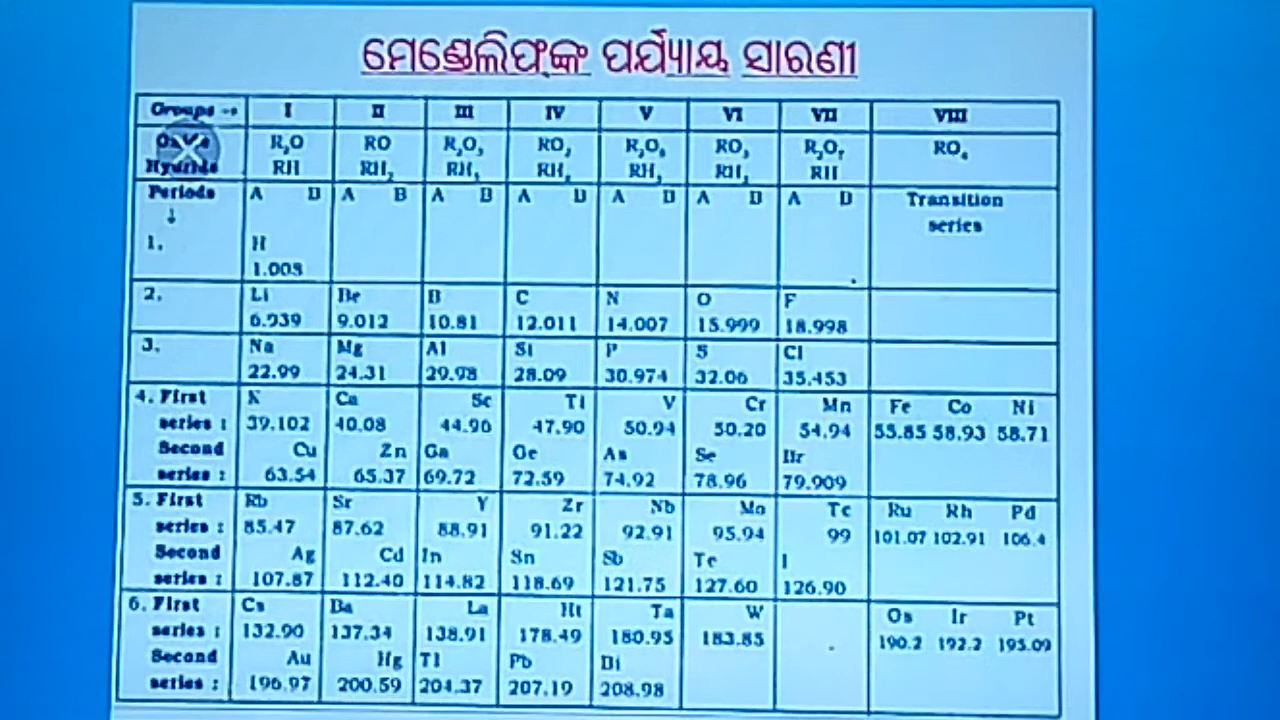 ମେଣ୍ଡେଲିଫ୍‌ଙ୍କ ପର୍ଯ୍ୟାୟ ସାରଣୀ
Groups → I II III IV V VI VII VIII
Oxide R₂O RO R₂O₃ RO₂ R₂O₅ RO₃ R₂O₇ RO₄
Hydride RH RH₂ RH₃ RH₄ RH₃ RH₂ RH
Periods A B A B A B A B A B A B A B Transition
↓ series
1. H
1.008
2. Li Be B C N O F
6.939 9.012 10.81 12.011 14.007 15.999 18.998
3. Na Mg Al Si P S Cl
22.99 24.31 29.98 28.09 30.974 32.06 35.453
4. First K Ca Sc Ti V Cr Mn Fe Co Ni
series : 39.102 40.08 44.96 47.90 50.94 50.20 54.94 55.85 58.93 58.71
Second Cu Zn Ga Ge As Se Br
series : 63.54 65.37 69.72 72.59 74.92 78.96 79.909
5. First Rb Sr Y Zr Nb Mo Tc Ru Rh Pd
series : 85.47 87.62 88.91 91.22 92.91 95.94 99 101.07 102.91 106.4
Second Ag Cd In Sn Sb Te I
series : 107.87 112.40 114.82 118.69 121.75 127.60 126.90
6. First Cs Ba La Hf Ta W Os Ir Pt
series : 132.90 137.34 138.91 178.49 180.95 183.85 190.2 192.2 195.09
Second Au Hg Tl Pb Bi
series : 196.97 200.59 204.37 207.19 208.98